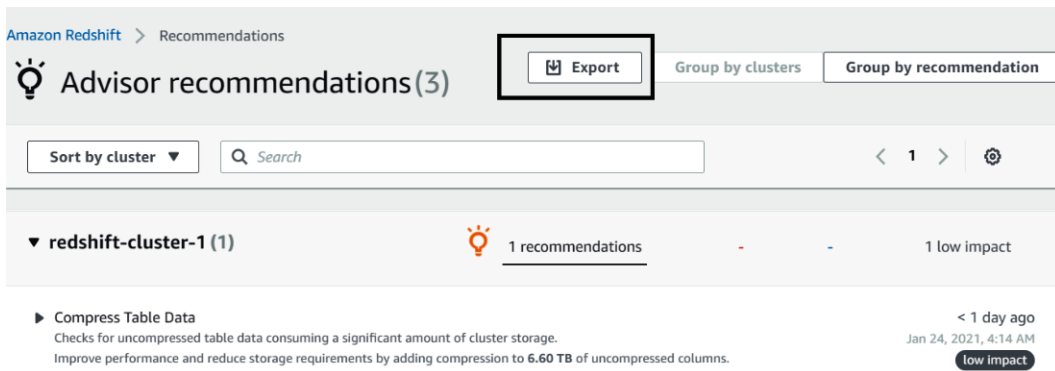 Amazon Redshift > Recommendations
Advisor recommendations (3)
Export
Group by clusters
Group by recommendation
Sort by cluster
Search
1
redshift-cluster-1 (1)
1 recommendations
-
-
1 low impact
Compress Table Data
< 1 day ago
Checks for uncompressed table data consuming a significant amount of cluster storage.
Jan 24, 2021, 4:14 AM
Improve performance and reduce storage requirements by adding compression to 6.60 TB of uncompressed columns.
low impact